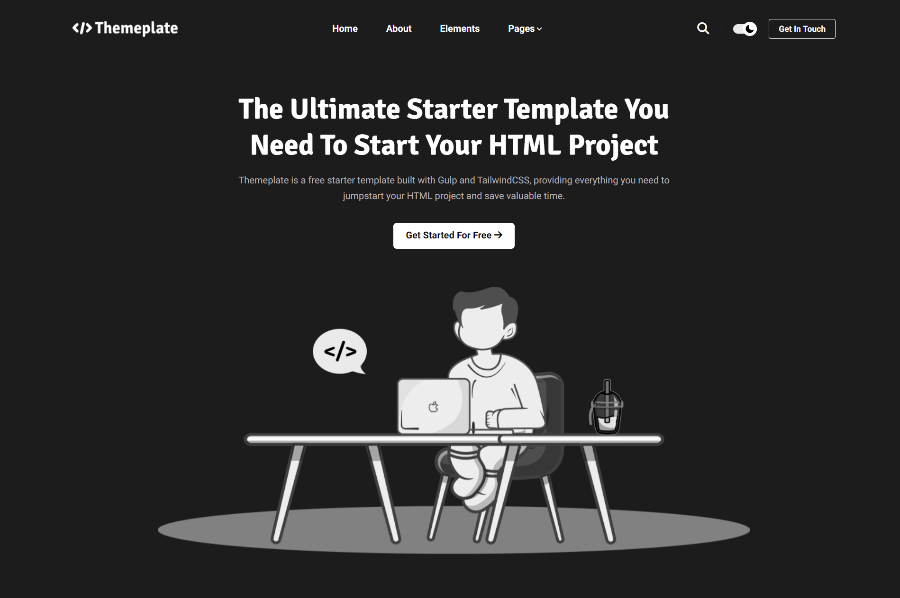 </> Themeplate
Home About Elements Pages
Get In Touch
The Ultimate Starter Template You
Need To Start Your HTML Project
Themeplate is a free starter template built with Gulp and TailwindCSS, providing everything you need to
jumpstart your HTML project and save valuable time.
Get Started For Free →
</>